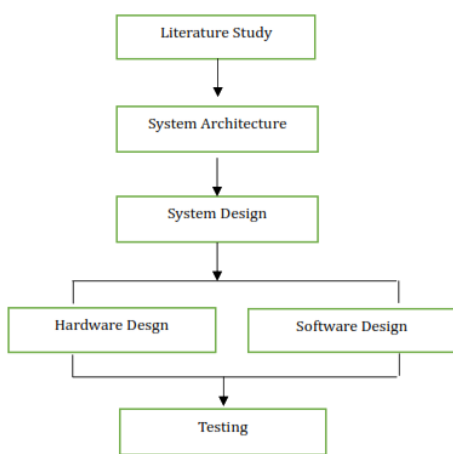 Literature Study
System Architecture
System Design
Hardware Desgn
Software Design
Testing